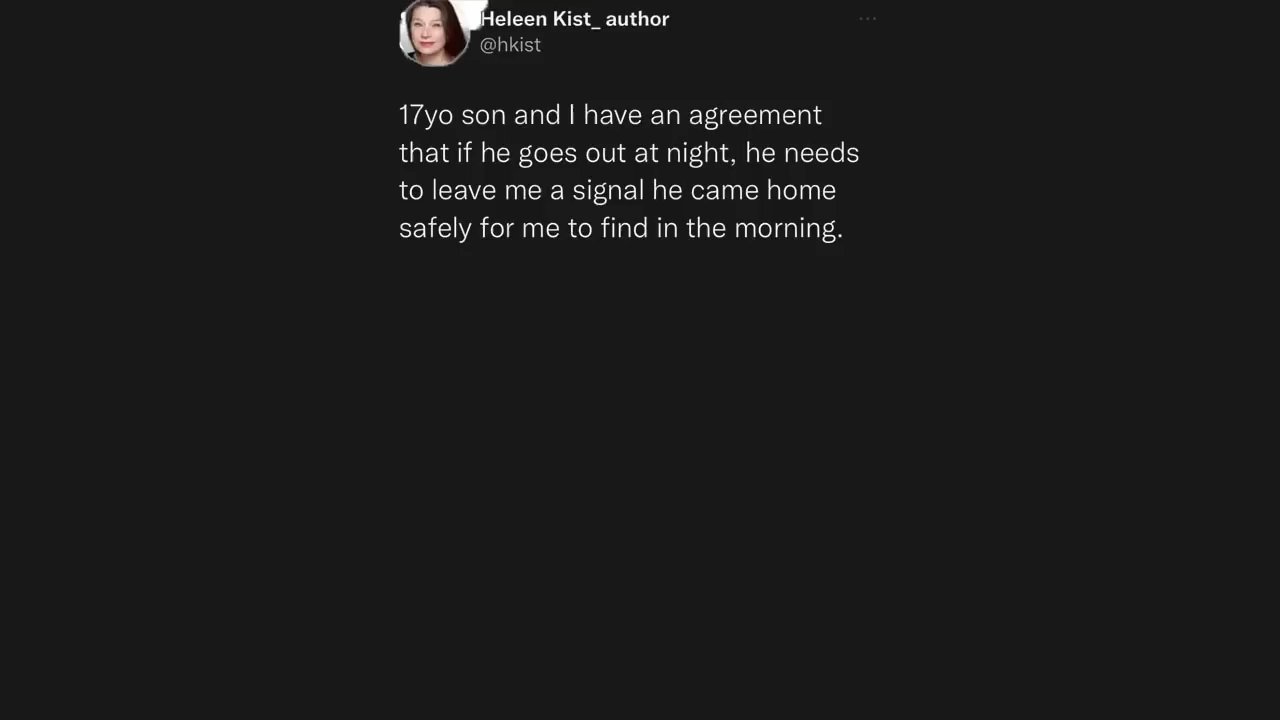 Heleen Kist_ author
@hkist
17yo son and I have an agreement
that if he goes out at night, he needs
to leave me a signal he came home
safely for me to find in the morning.